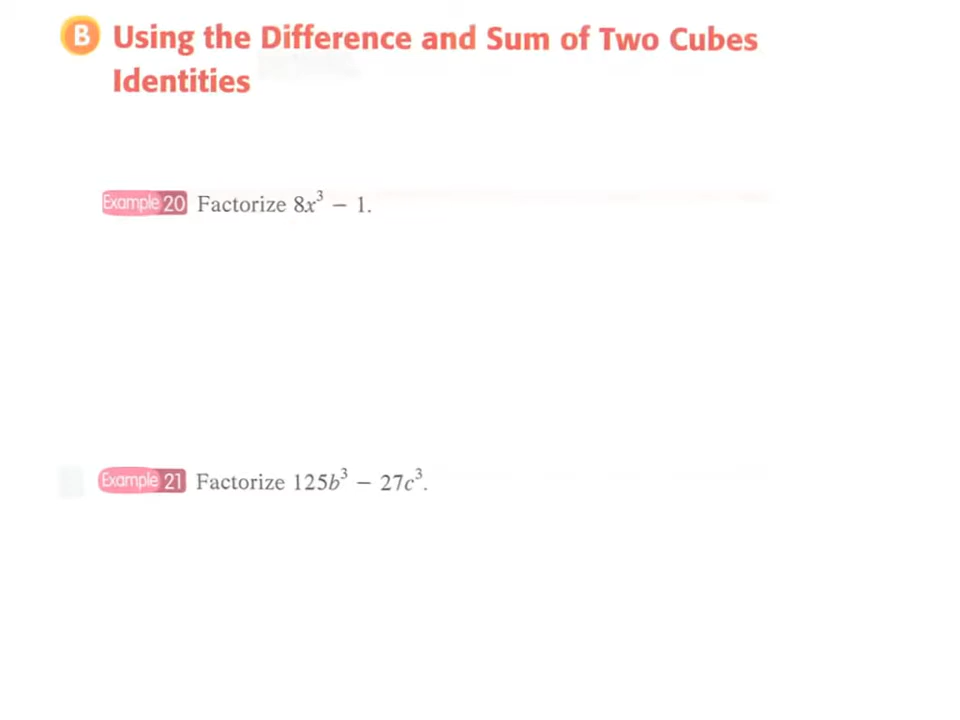 B Using the Difference and Sum of Two Cubes
Identities
Example 20 Factorize 8x³ − 1.
Example 21 Factorize 125b³ − 27c³.